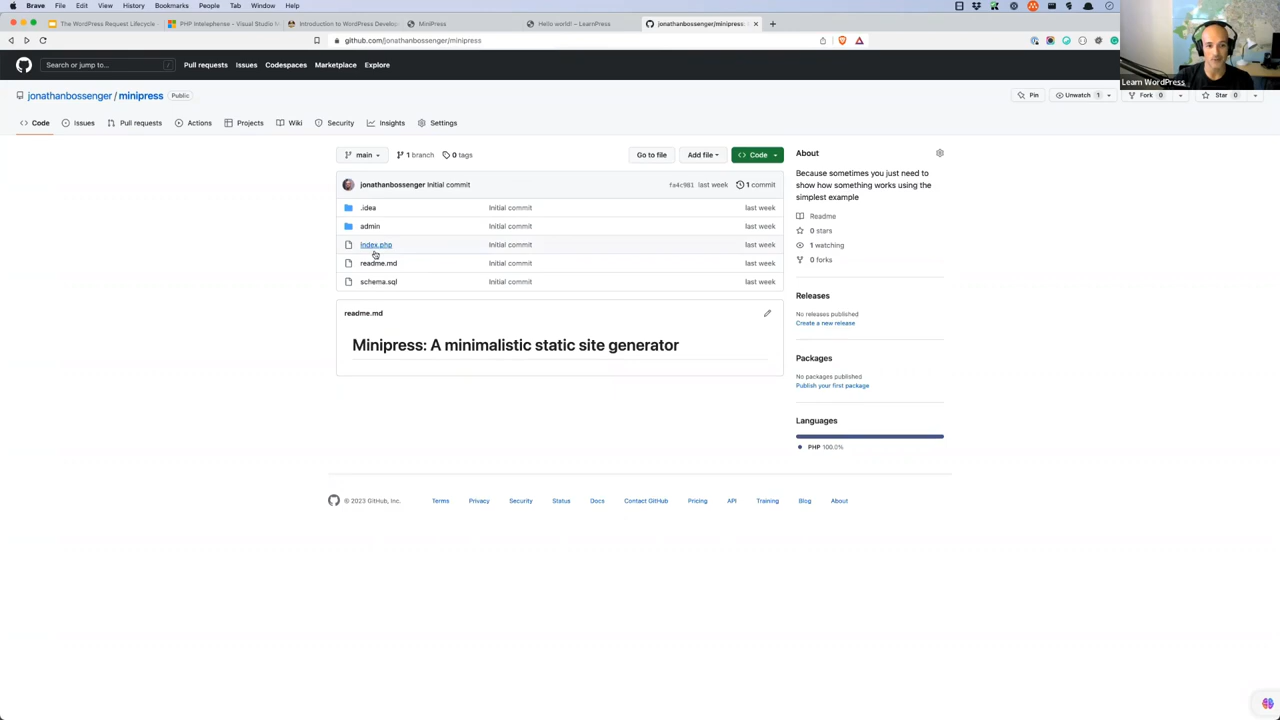 Brave File Edit View History Bookmarks People Tab Window Help
The WordPress Request Lifecycle
PHP Intelephense - Visual Studio
Introduction to WordPress Develo
MiniPress
Hello world! – LearnPress
jonathanbossenger/minipress:
github.com/jonathanbossenger/minipress
Learn WordPress
Search or jump to... /
Pull requests Issues Codespaces Marketplace Explore
jonathanbossenger / minipress Public
Pin Unwatch 1 Fork 0 Star 0
Code Issues Pull requests Actions Projects Wiki Security Insights Settings
main 1 branch 0 tags Go to file Add file Code
jonathanbossenger Initial commit fa4c981 last week 1 commit
.idea Initial commit last week
admin Initial commit last week
index.php Initial commit last week
readme.md Initial commit last week
schema.sql Initial commit last week
readme.md
Minipress: A minimalistic static site generator
About
Because sometimes you just need to
show how something works using the
simplest example
Readme
0 stars
1 watching
0 forks
Releases
No releases published
Create a new release
Packages
No packages published
Publish your first package
Languages
PHP 100.0%
© 2023 GitHub, Inc. Terms Privacy Security Status Docs Contact GitHub Pricing API Training Blog About